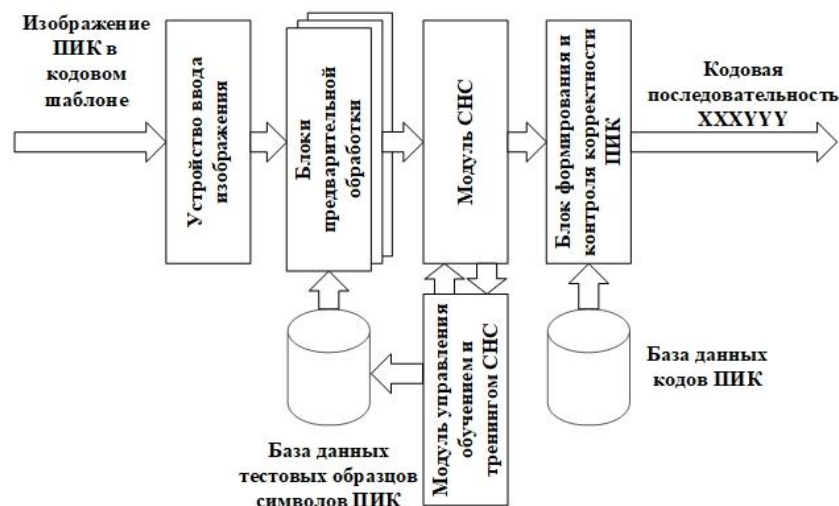 Изображение
ПИК в
кодовом
шаблоне
Устройство ввода
изображения
Блоки
предварительной
обработки
Модуль СНС
Блок формирования и
контроля корректности
ПИК
Кодовая
последовательность
XXXYYY
База данных
тестовых образцов
символов ПИК
Модуль управления
обучением и
тренингом СНС
База данных
кодов ПИК